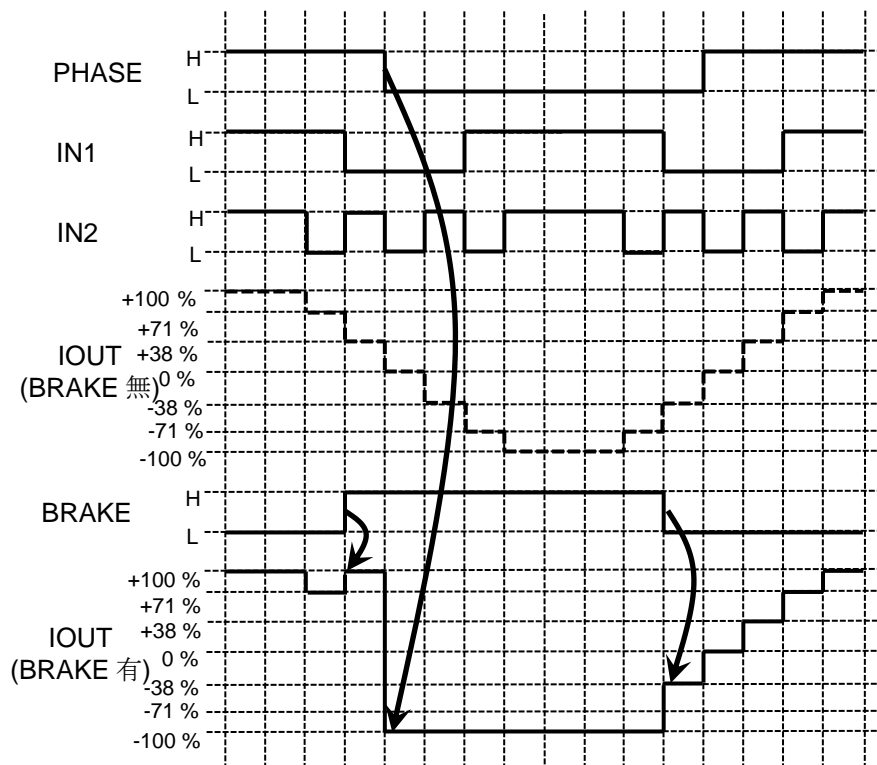 PHASE
H
L
IN1
H
L
IN2
H
L
IOUT
(BRAKE 無)
+100 %
+71 %
+38 %
0 %
-38 %
-71 %
-100 %
BRAKE
H
L
IOUT
(BRAKE 有)
+100 %
+71 %
+38 %
0 %
-38 %
-71 %
-100 %